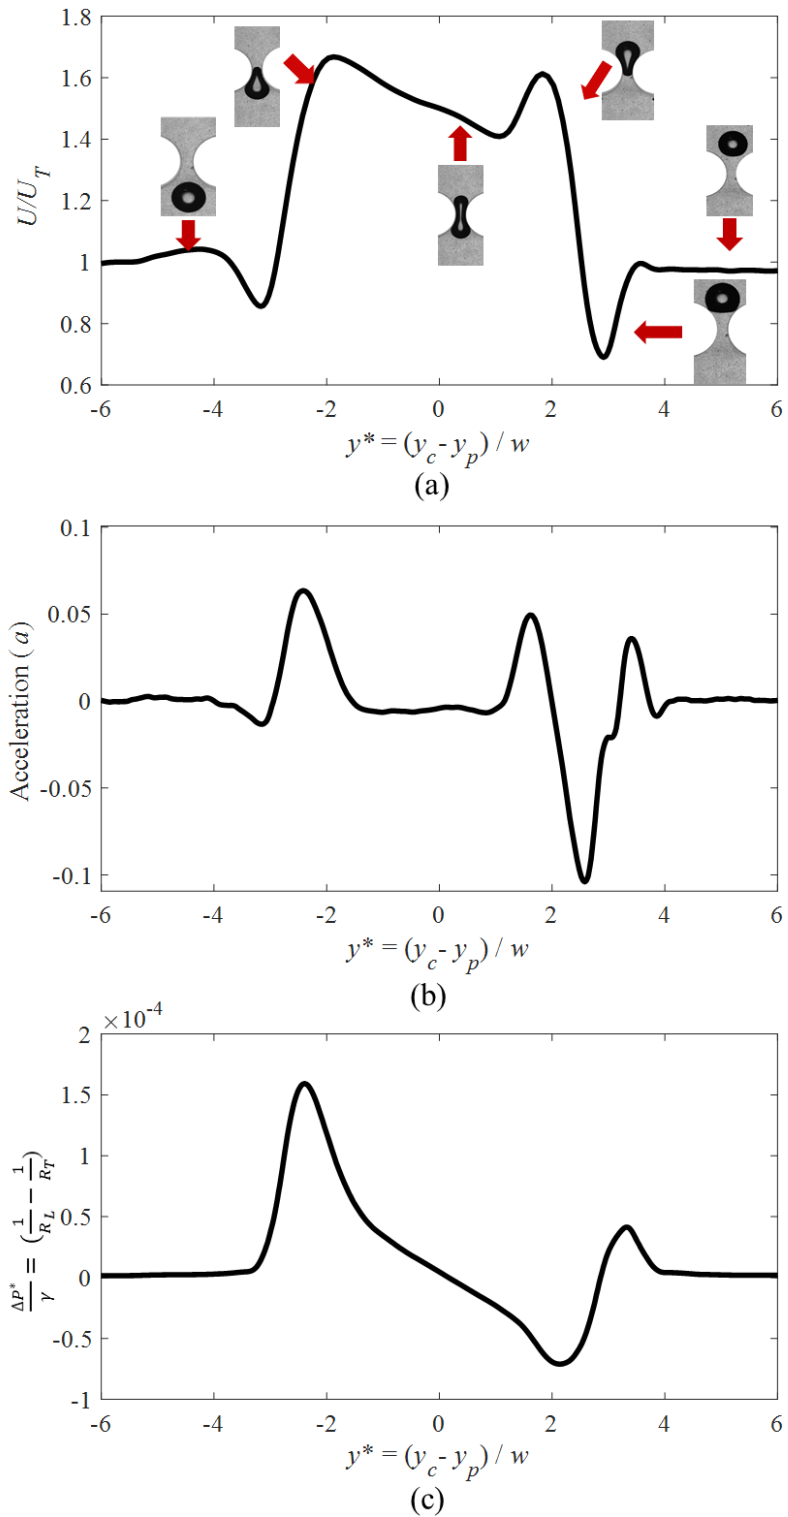 1.8
1.6
1.4
1.2
1
0.8
0.6
U/U_T
-6 -4 -2 0 2 4 6
y* = (y_c - y_p) / w
(a)
0.1
0.05
0
-0.05
-0.1
Acceleration (a)
-6 -4 -2 0 2 4 6
y* = (y_c - y_p) / w
(b)
×10^-4
2
1.5
1
0.5
0
-0.5
-1
ΔP*/γ = (1/R_L − 1/R_T)
-6 -4 -2 0 2 4 6
y* = (y_c - y_p) / w
(c)